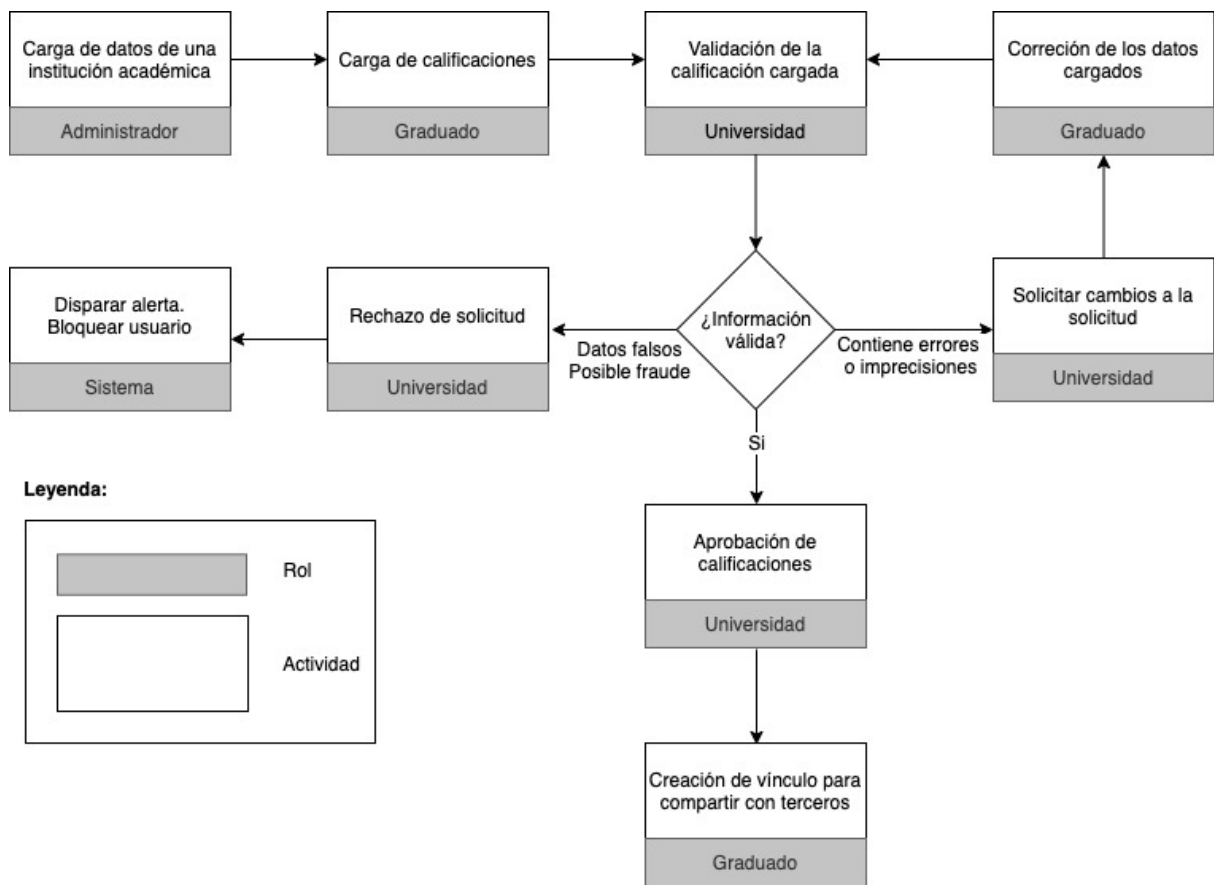 Carga de datos de una
institución académica
Administrador
Carga de calificaciones
Graduado
Validación de la
calificación cargada
Universidad
Correción de los datos
cargados
Graduado
Disparar alerta.
Bloquear usuario
Sistema
Rechazo de solicitud
Universidad
Datos falsos
Posible fraude
¿Información
válida?
Contiene errores
o imprecisiones
Solicitar cambios a la
solicitud
Universidad
Si
Aprobación de
calificaciones
Universidad
Creación de vínculo para
compartir con terceros
Graduado
Leyenda:
Rol
Actividad